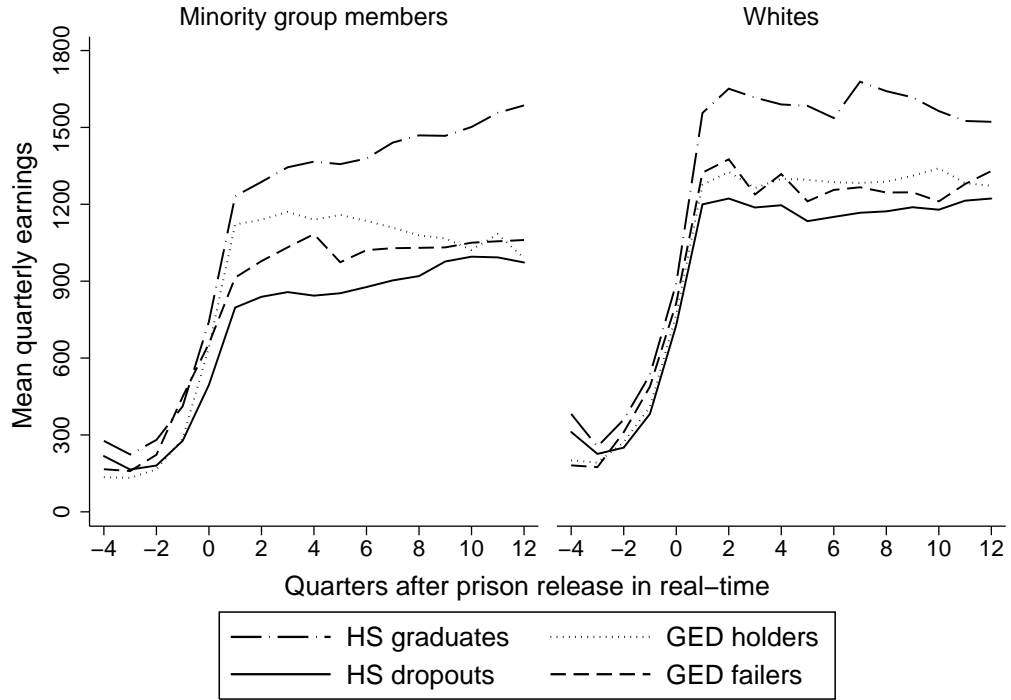 Minority group members
Whites
Mean quarterly earnings
1800
1500
1200
900
600
300
0
−4 −2 0 2 4 6 8 10 12
−4 −2 0 2 4 6 8 10 12
Quarters after prison release in real−time
HS graduates GED holders
HS dropouts GED failers